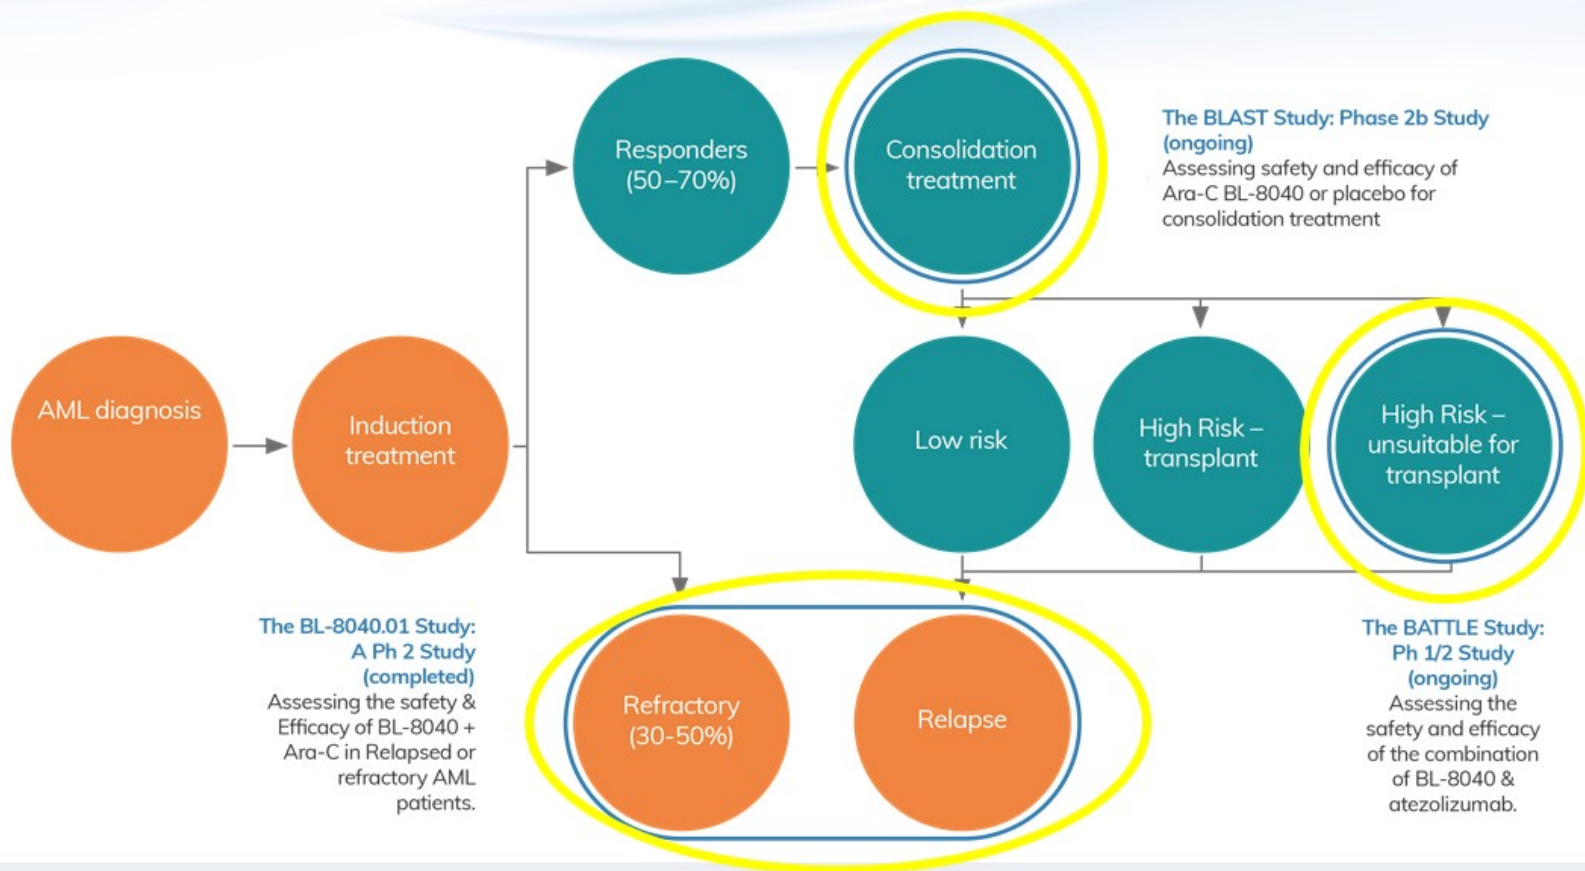 Responders
(50–70%)
Consolidation
treatment
The BLAST Study: Phase 2b Study
(ongoing)
Assessing safety and efficacy of
Ara-C BL-8040 or placebo for
consolidation treatment
AML diagnosis
Induction
treatment
Low risk
High Risk –
transplant
High Risk –
unsuitable for
transplant
The BL-8040.01 Study:
A Ph 2 Study
(completed)
Assessing the safety &
Efficacy of BL-8040 +
Ara-C in Relapsed or
refractory AML
patients.
Refractory
(30-50%)
Relapse
The BATTLE Study:
Ph 1/2 Study
(ongoing)
Assessing the
safety and efficacy
of the combination
of BL-8040 &
atezolizumab.